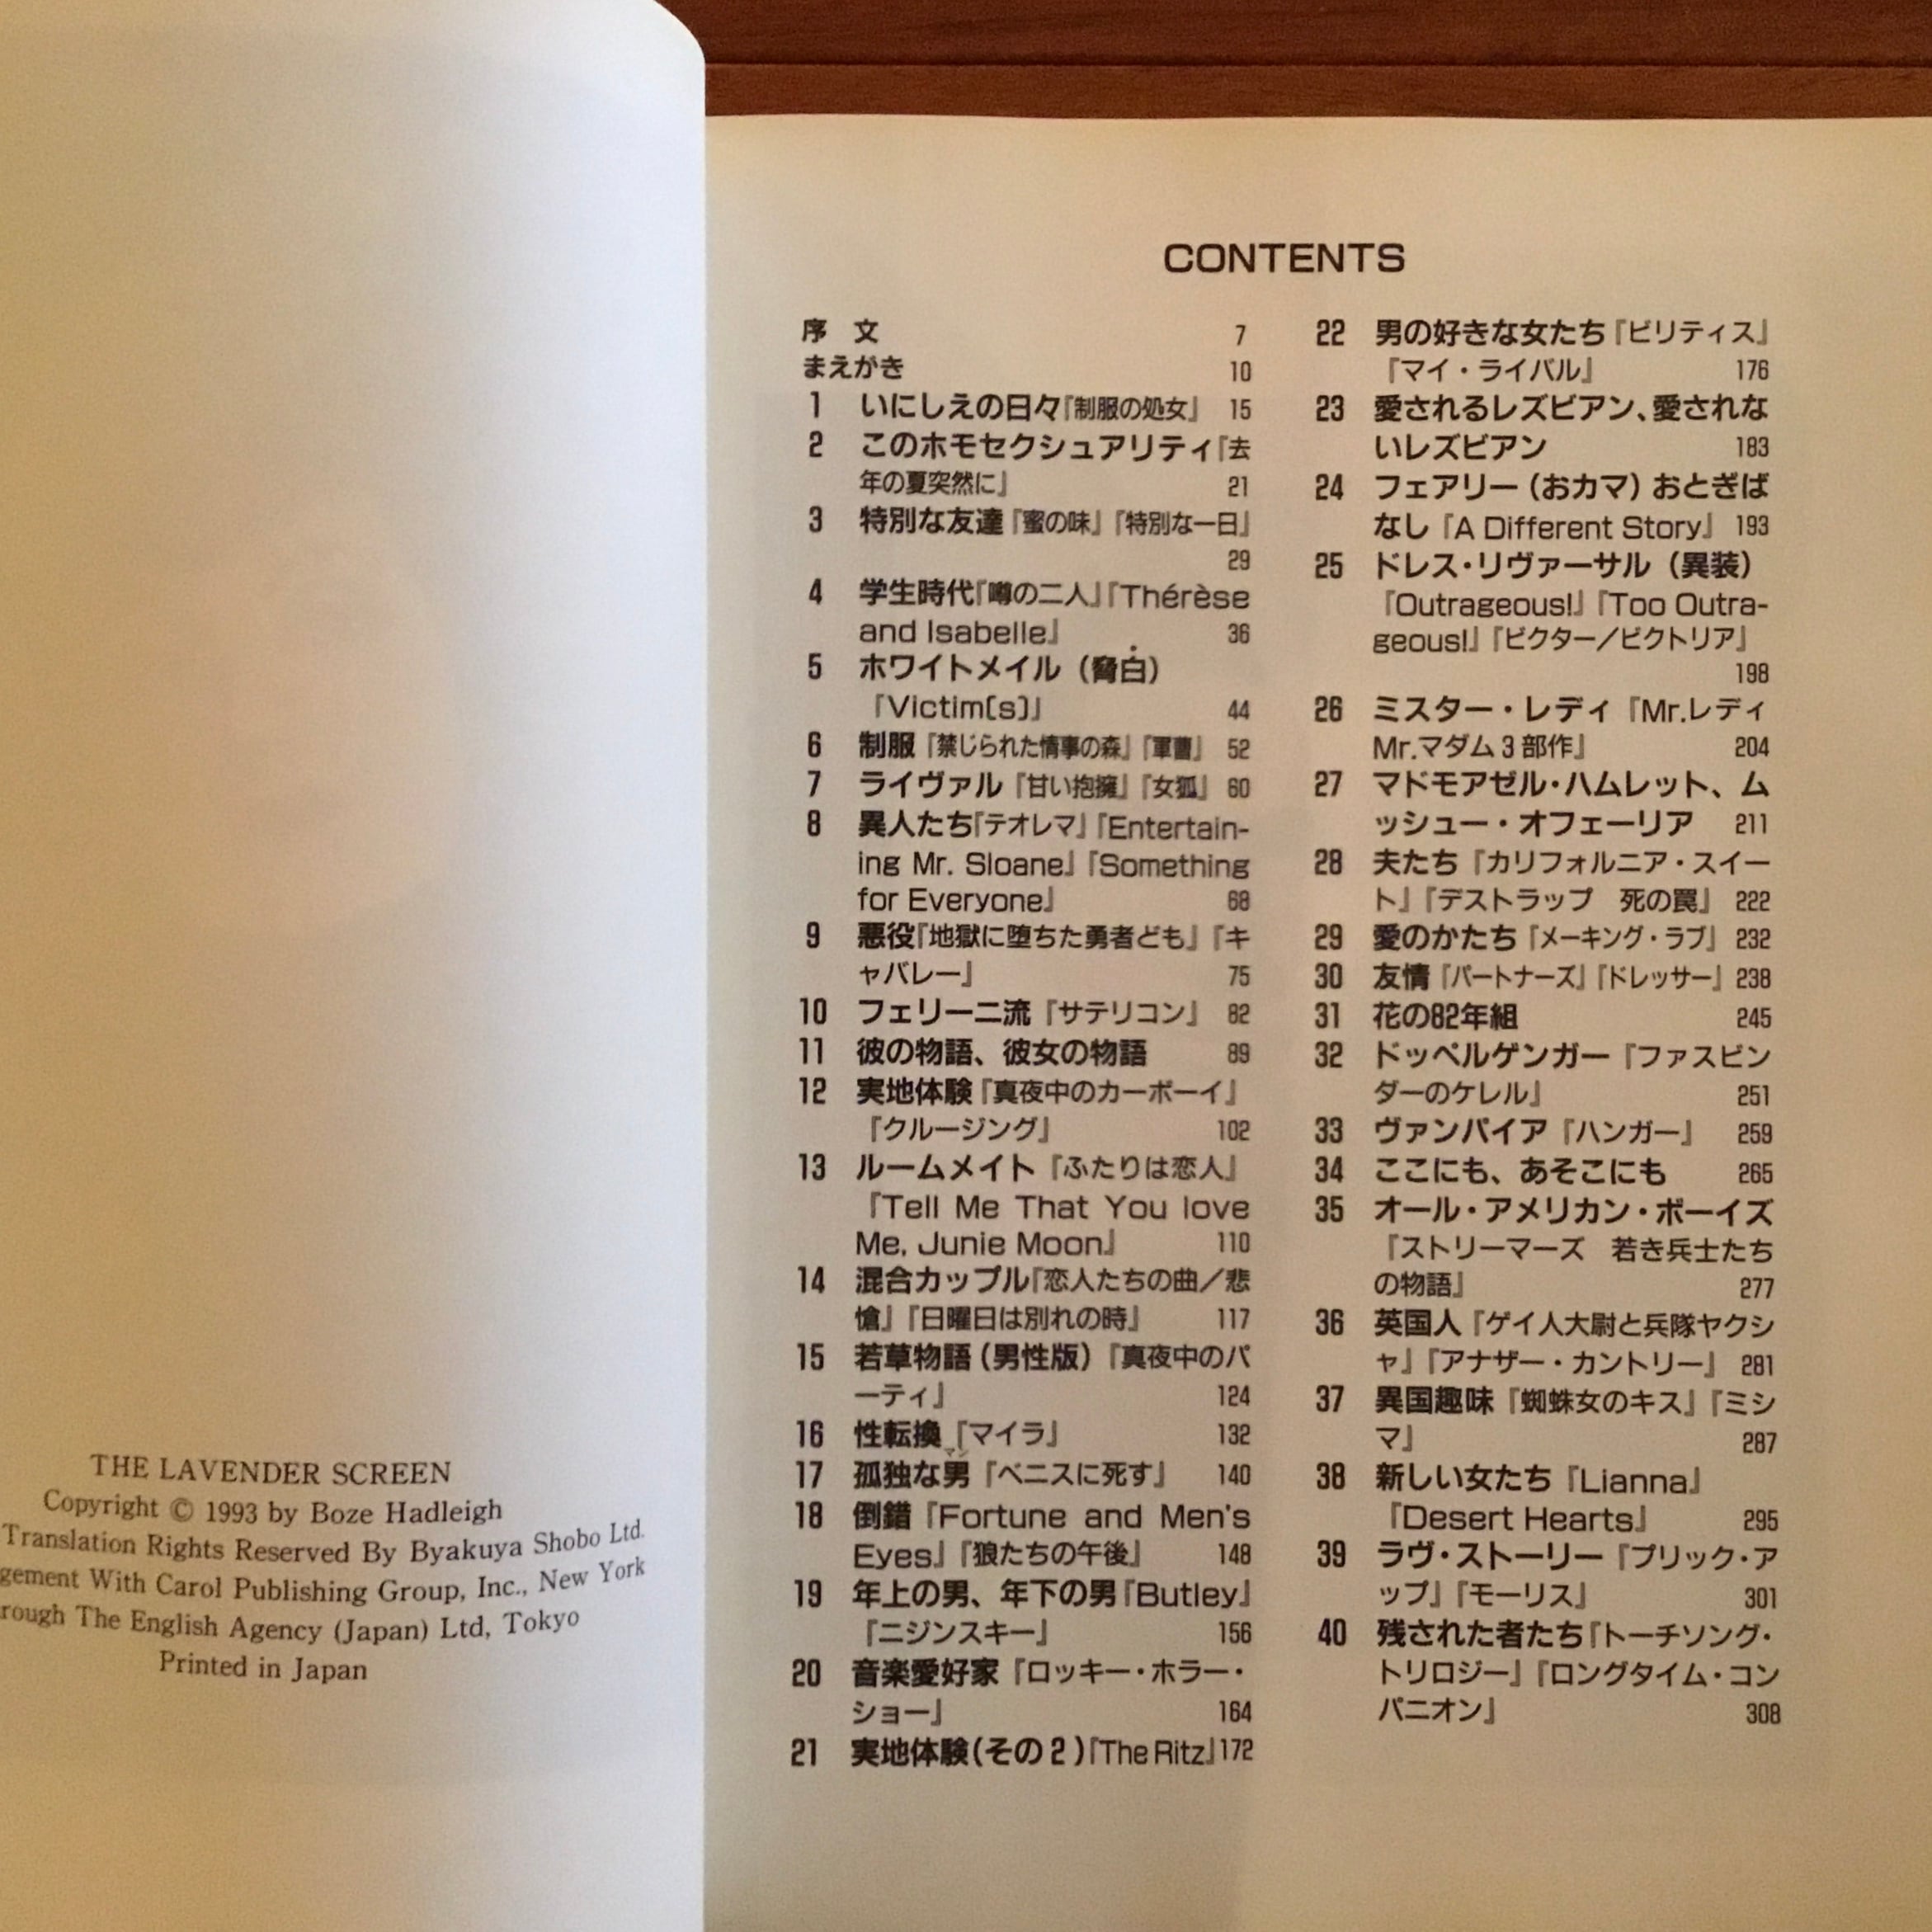 THE LAVENDER SCREEN
Copyright © 1993 by Boze Hadleigh
Translation Rights Reserved By Byakuya Shobo Ltd.
With Carol Publishing Group, Inc., New York
The English Agency (Japan) Ltd, Tokyo
Printed in Japan
CONTENTS
序　文 7
まえがき 10
1 いにしえの日々『制服の処女』 15
2 このホモセクシュアリティ『去
年の夏突然に』 21
3 特別な友達『蜜の味』『特別な一日』
29
4 学生時代『噂の二人』『Thérèse
and Isabelle』 36
5 ホワイトメイル（脅白）
『Victim(s)』 44
6 制服『禁じられた情事の森』『軍曹』 52
7 ライヴァル『甘い抱擁』『女狐』 60
8 異人たち『テオレマ』『Entertain-
ing Mr. Sloane』『Something
for Everyone』 68
9 悪役『地獄に堕ちた勇者ども』『キ
ャバレー』 75
10 フェリーニ流『サテリコン』 82
11 彼の物語、彼女の物語 89
12 実地体験『真夜中のカーボーイ』
『クルージング』 102
13 ルームメイト『ふたりは恋人』
『Tell Me That You love
Me, Junie Moon』 110
14 混合カップル『恋人たちの曲／悲
愴』『日曜日は別れの時』 117
15 若草物語（男性版）『真夜中のパ
ーティ』 124
16 性転換『マイラ』 132
マン
17 孤独な男『ベニスに死す』 140
18 倒錯『Fortune and Men's
Eyes』『狼たちの午後』 148
19 年上の男、年下の男『Butley』
『ニジンスキー』 156
20 音楽愛好家『ロッキー・ホラー・
ショー』 164
21 実地体験（その2）『The Ritz』 172
22 男の好きな女たち『ビリティス』
『マイ・ライバル』 176
23 愛されるレズビアン、愛されな
いレズビアン 183
24 フェアリー（おカマ）おとぎば
なし『A Different Story』 193
25 ドレス・リヴァーサル（異装）
『Outrageous!』『Too Outra-
geous!』『ビクター／ビクトリア』
198
26 ミスター・レディ『Mr.レディ
Mr.マダム3部作』 204
27 マドモアゼル・ハムレット、ム
ッシュー・オフェーリア 211
28 夫たち『カリフォルニア・スイー
ト』『デストラップ　死の罠』 222
29 愛のかたち『メーキング・ラブ』 232
30 友情『パートナーズ』『ドレッサー』 238
31 花の82年組 245
32 ドッペルゲンガー『ファスビン
ダーのケレル』 251
33 ヴァンパイア『ハンガー』 259
34 ここにも、あそこにも 265
35 オール・アメリカン・ボーイズ
『ストリーマーズ　若き兵士たち
の物語』 277
36 英国人『ゲイ人大尉と兵隊ヤクシ
ャ』『アナザー・カントリー』 281
37 異国趣味『蜘蛛女のキス』『ミシ
マ』 287
38 新しい女たち『Lianna』
『Desert Hearts』 295
39 ラヴ・ストーリー『プリック・ア
ップ』『モーリス』 301
40 残された者たち『トーチソング・
トリロジー』『ロングタイム・コン
パニオン』 308